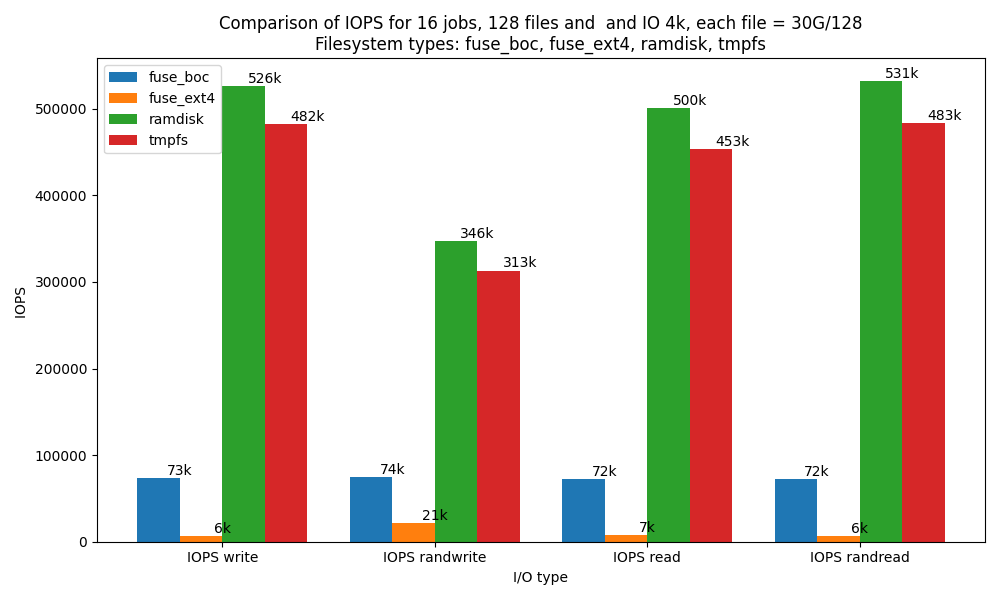 Comparison of IOPS for 16 jobs, 128 files and  and IO 4k, each file = 30G/128
Filesystem types: fuse_boc, fuse_ext4, ramdisk, tmpfs
fuse_boc
fuse_ext4
ramdisk
tmpfs
IOPS
500000
400000
300000
200000
100000
0
73k
6k
526k
482k
74k
21k
346k
313k
72k
7k
500k
453k
72k
6k
531k
483k
IOPS write
IOPS randwrite
IOPS read
IOPS randread
I/O type